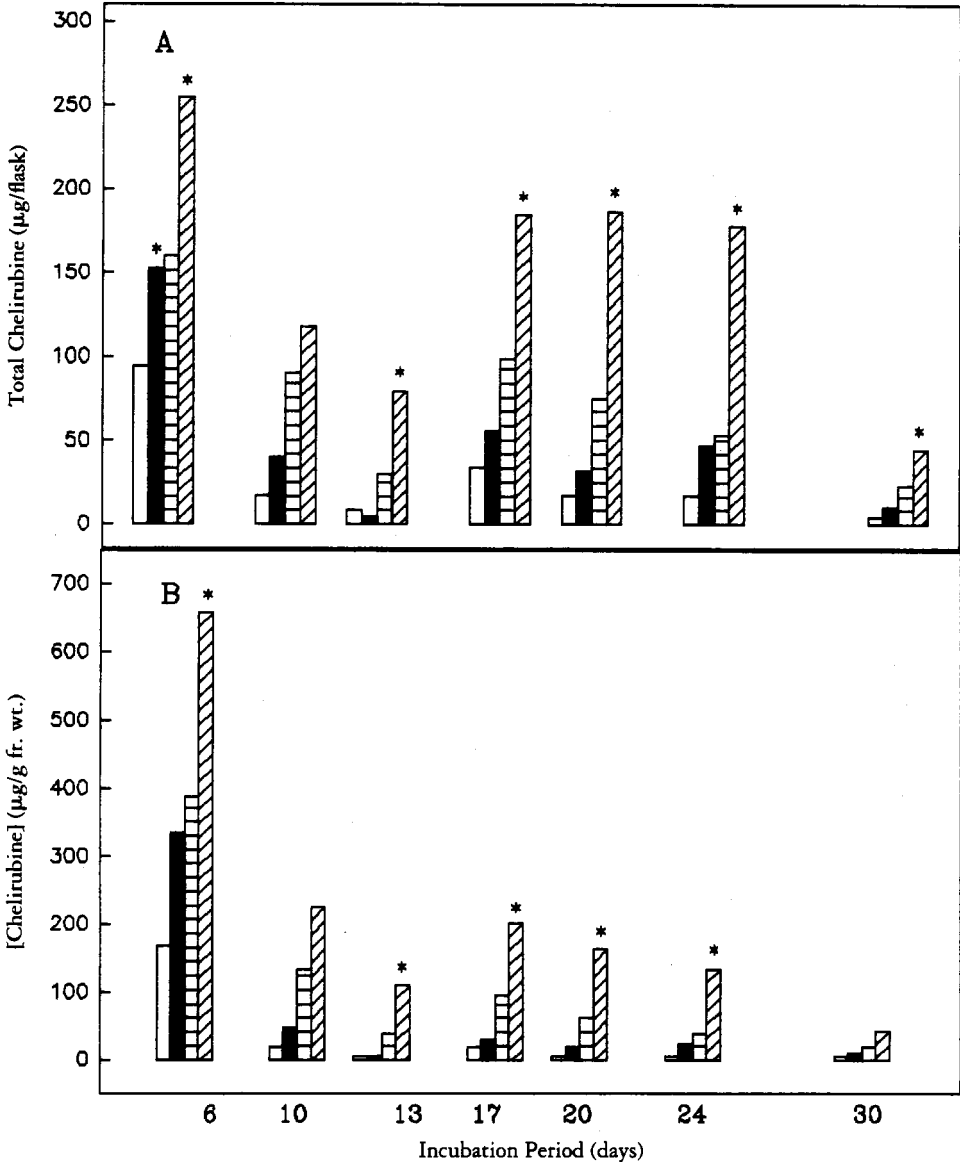 300
A
250
200
150
100
50
0
Total Chelirubine (µg/flask)
* * * * * * * *
700
B
600
500
400
300
200
100
0
[Chelirubine] (µg/g fr. wt.)
* * * * *
6 10 13 17 20 24 30
Incubation Period (days)